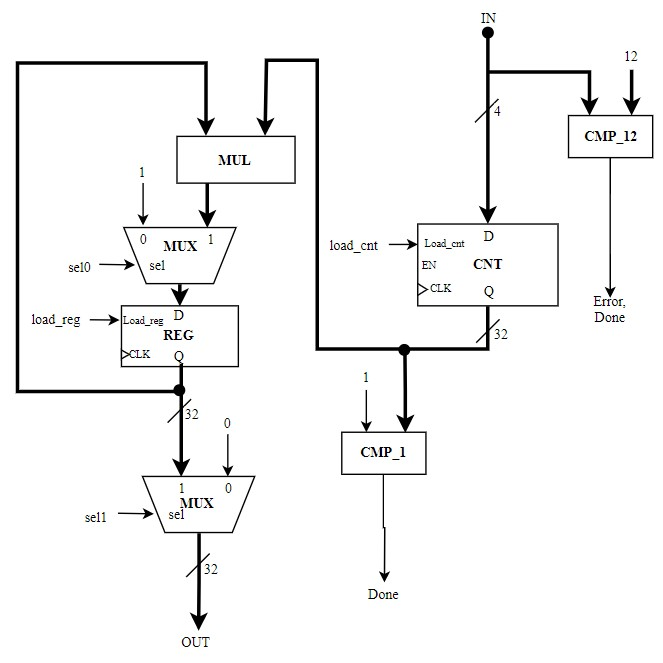 IN
12
4
CMP_12
MUL
1
0
1
MUX
sel0
sel
load_cnt
Load_cnt
D
EN
CNT
CLK
Q
Error,
Done
load_reg
Load_reg
D
REG
CLK
Q
32
32
1
0
CMP_1
1
0
MUX
sel1
sel
32
Done
OUT